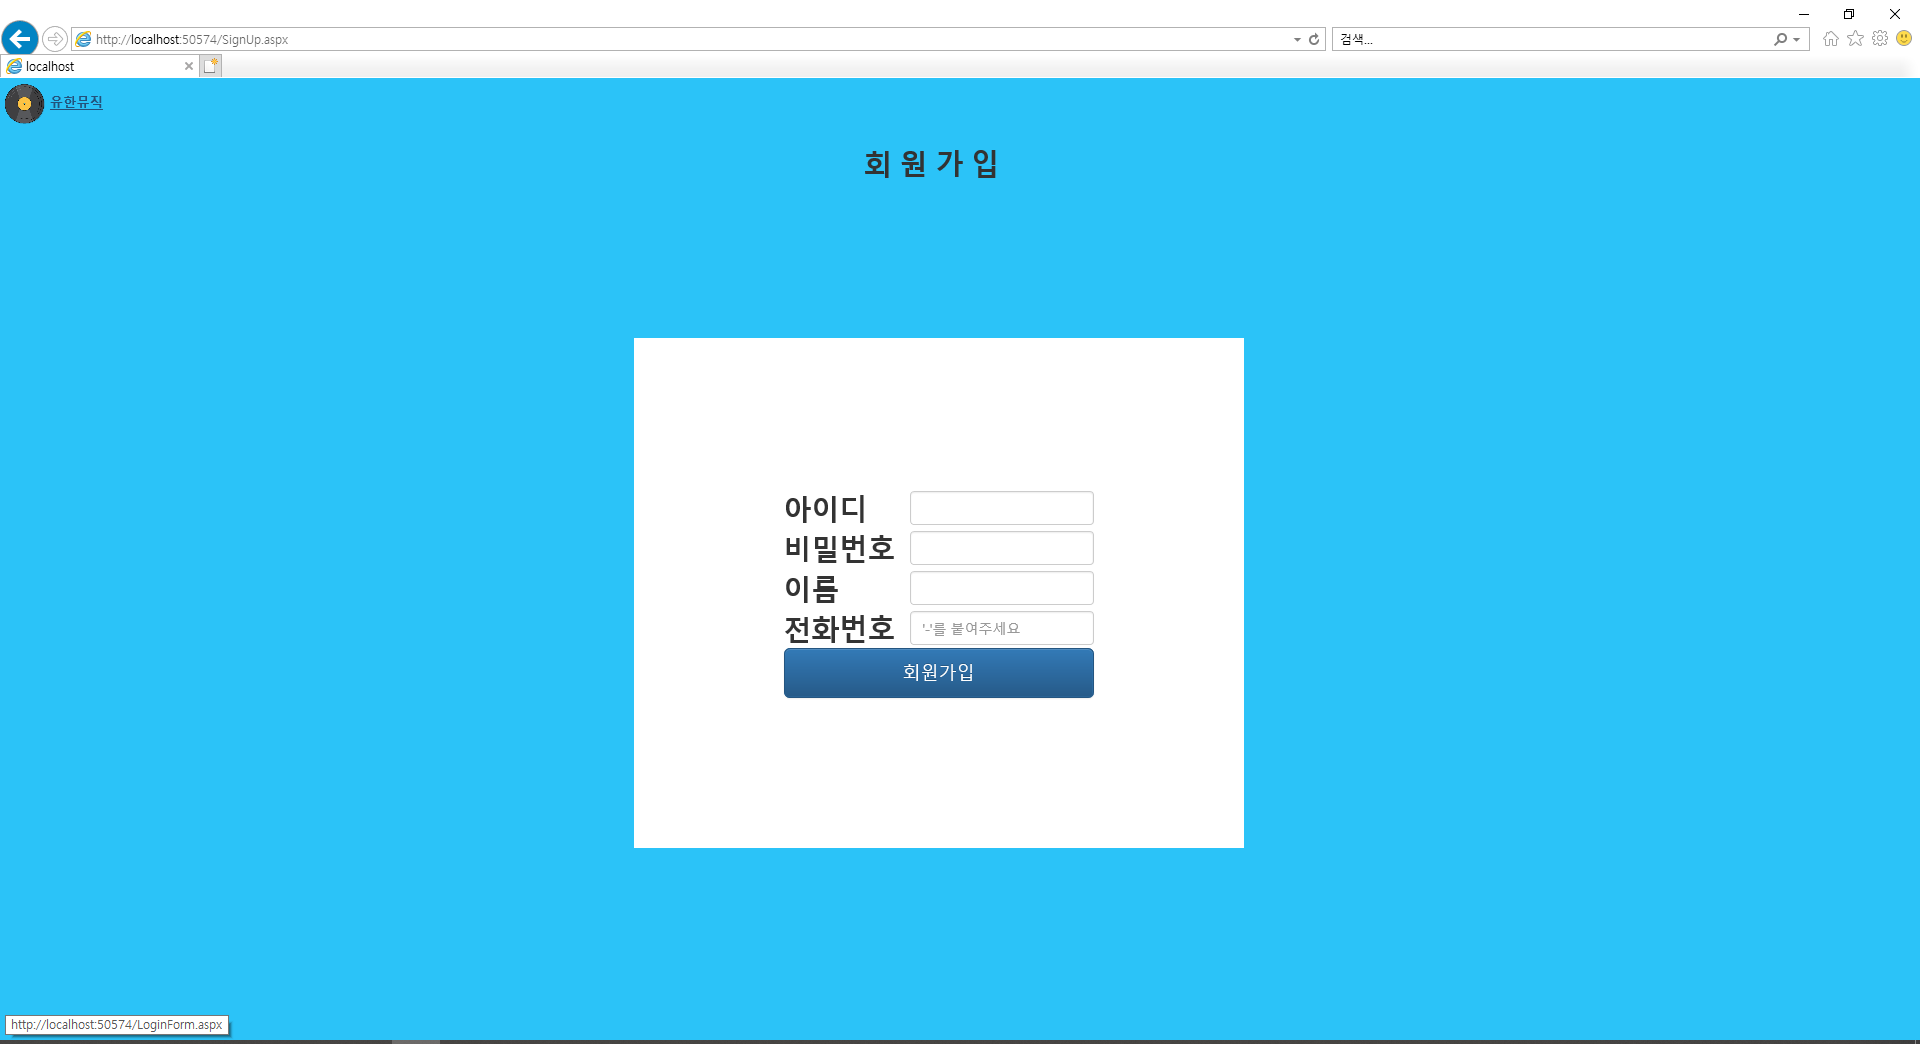 http://localhost:50574/SignUp.aspx
검색...
localhost
유한뮤직
회 원 가 입
아이디
비밀번호
이름
전화번호 '-'를 붙여주세요
회원가입
http://localhost:50574/LoginForm.aspx